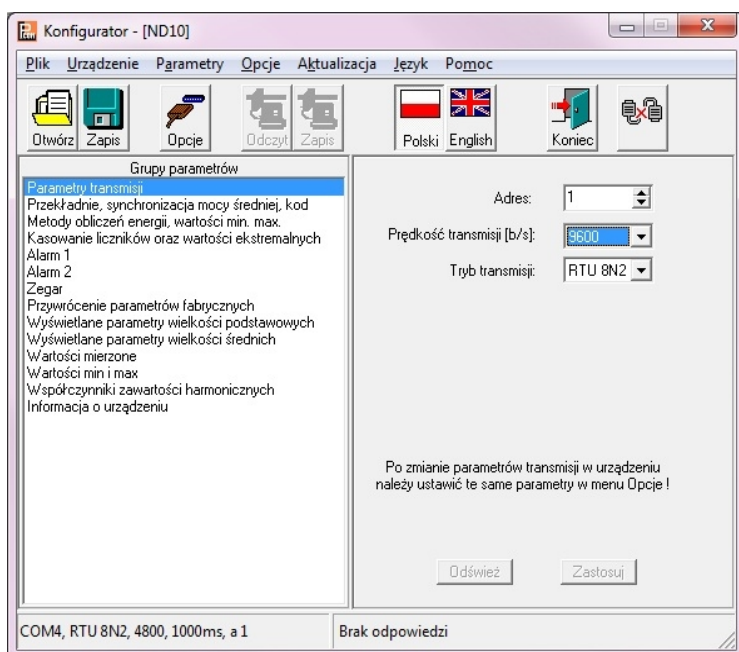 Konfigurator - [ND10]
Plik Urządzenie Parametry Opcje Aktualizacja Język Pomoc
Otwórz Zapis Opcje Odczyt Zapis Polski English Koniec
Grupy parametrów
Parametry transmisji
Przekładnie, synchronizacja mocy średniej, kod
Metody obliczeń energii, wartości min. max.
Kasowanie liczników oraz wartości ekstremalnych
Alarm 1
Alarm 2
Zegar
Przywrócenie parametrów fabrycznych
Wyświetlane parametry wielkości podstawowych
Wyświetlane parametry wielkości średnich
Wartości mierzone
Wartości min i max
Współczynniki zawartości harmonicznych
Informacja o urządzeniu
Adres: 1
Prędkość transmisji [b/s]: 9600
Tryb transmisji: RTU 8N2
Po zmianie parametrów transmisji w urządzeniu
należy ustawić te same parametry w menu Opcje !
Odśwież Zastosuj
COM4, RTU 8N2, 4800, 1000ms, a 1 Brak odpowiedzi